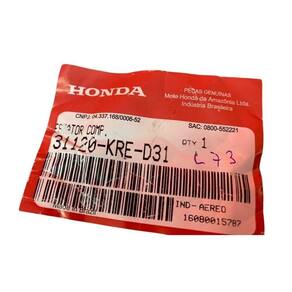 HONDA
PEÇAS GENUÍNAS
Moto Honda da Amazônia Ltda.
Indústria Brasileira
CNPJ: 04.337.168/0006-52
SAC: 0800-552221
ESTATOR COMP.
31120-KRE-D31
QTY 1
L73
IND-AEREO
16080015787